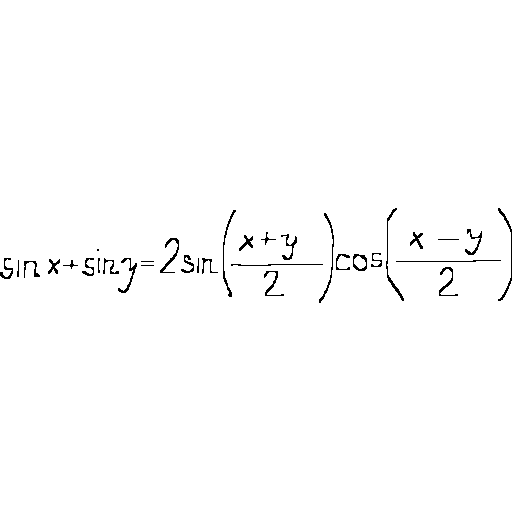 sin x + sin y = 2 sin((x+y)/2) cos((x-y)/2)